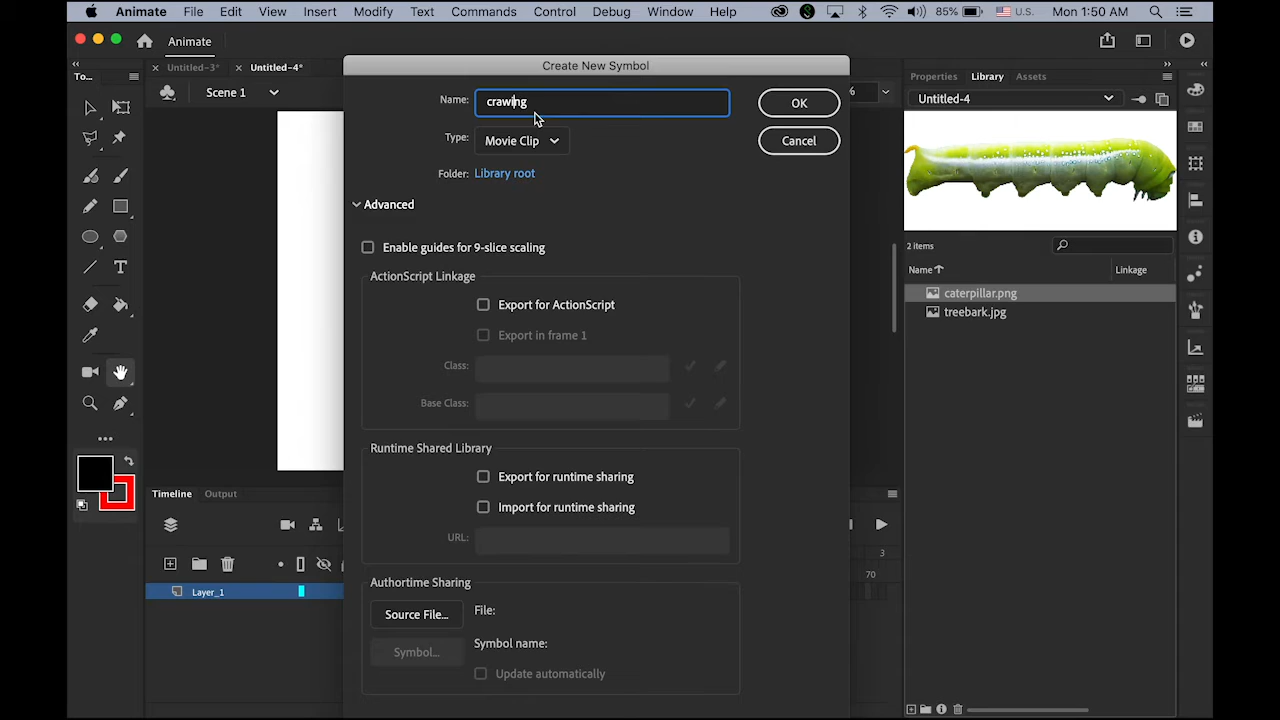 Animate File Edit View Insert Modify Text Commands Control Debug Window Help 85% U.S. Mon 1:50 AM
Animate
To... Untitled-3* Untitled-4*
Scene 1 %
Create New Symbol
Name: crawing OK
Type: Movie Clip Cancel
Folder: Library root
Advanced
Enable guides for 9-slice scaling
ActionScript Linkage
Export for ActionScript
Export in frame 1
Class:
Base Class:
Runtime Shared Library
Export for runtime sharing
Import for runtime sharing
URL:
Authortime Sharing
Source File... File:
Symbol... Symbol name:
Update automatically
Properties Library Assets
Untitled-4
2 items
Name Linkage
caterpillar.png
treebark.jpg
Timeline Output
3
70
Layer_1